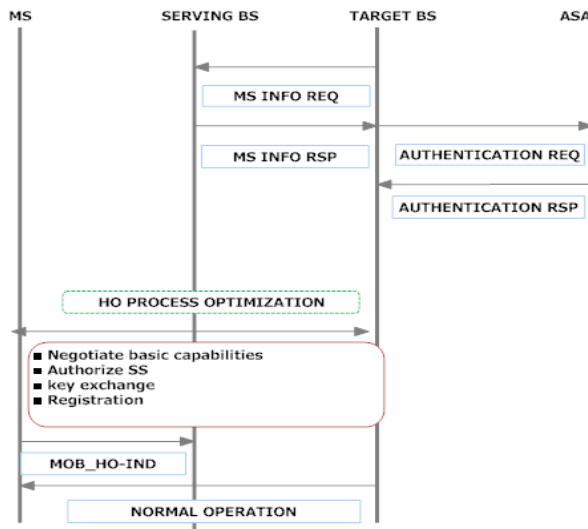 MS SERVING BS TARGET BS ASA
MS INFO REQ
MS INFO RSP AUTHENTICATION REQ
AUTHENTICATION RSP
HO PROCESS OPTIMIZATION
■ Negotiate basic capabilities
■ Authorize SS
■ key exchange
■ Registration
MOB_HO-IND
NORMAL OPERATION